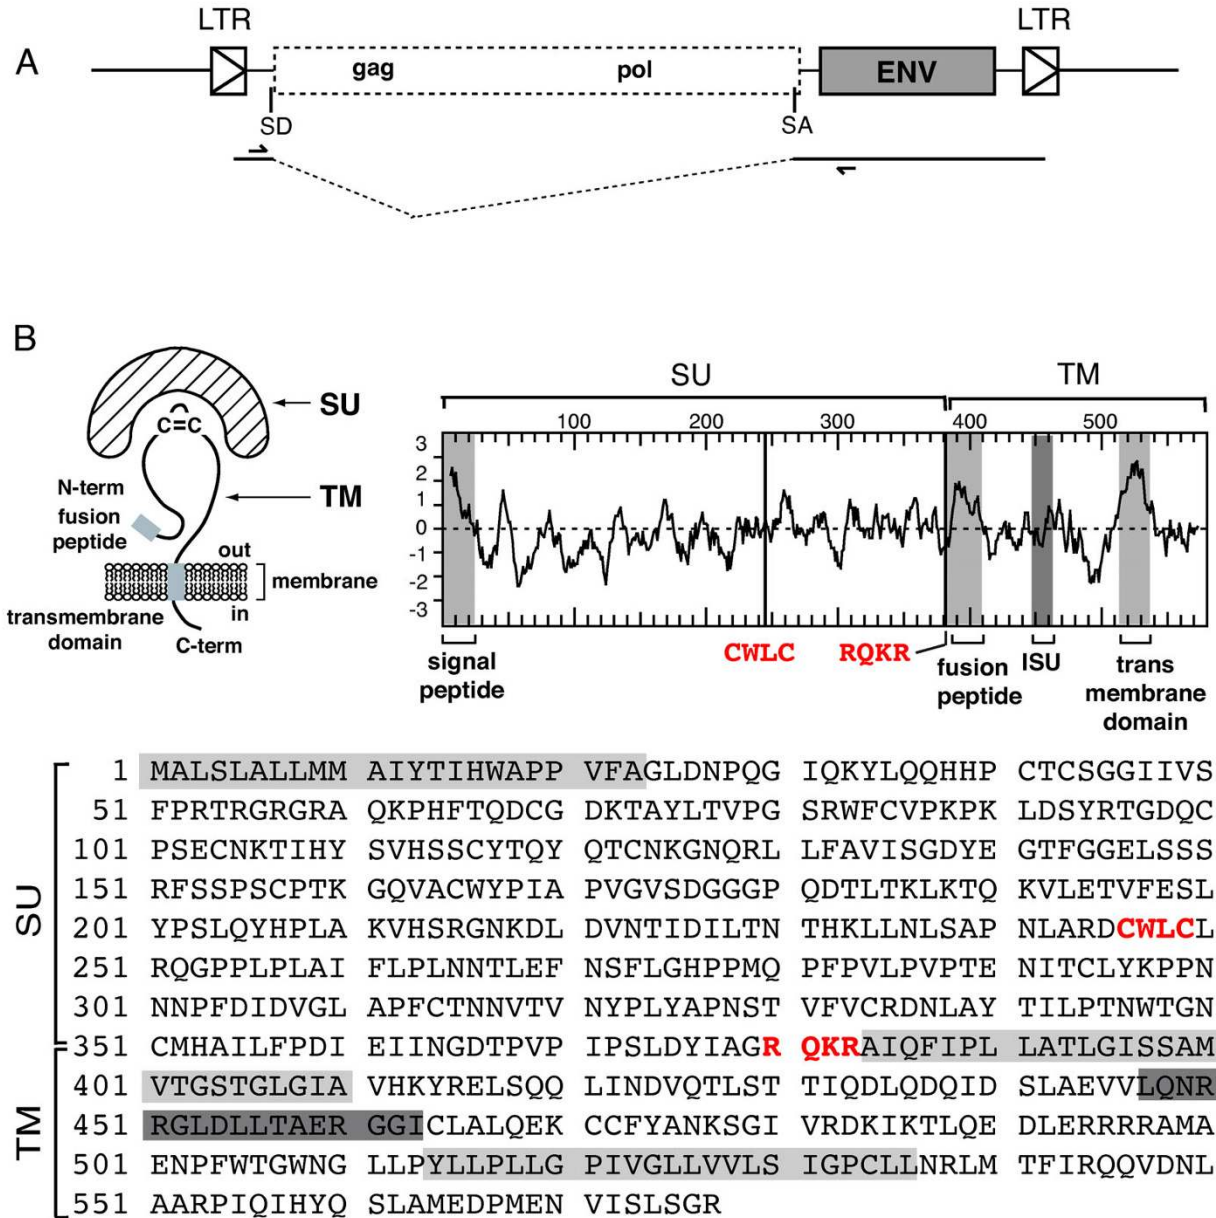 LTR LTR
A gag pol ENV
SD SA
B
SU TM
SU
C=C
100 200 300 400 500
3
2
1
0
-1
-2
-3
N-term
fusion
peptide
TM
out
membrane
in
transmembrane
domain
C-term
signal
peptide
CWLC RQKR
fusion
peptide
ISU
trans
membrane
domain
SU
1 MALSLALLMM AIYTIHWAPP VFAGLDNPQG IQKYLQQHHP CTCSGGIIVS
51 FPRTRGRGRA QKPHFTQDCG DKTAYLTVPG SRWFCVPKPK LDSYRTGDQC
101 PSECNKTIHY SVHSSCYTQY QTCNKGNQRL LFAVISGDYE GTFGGELSSS
151 RFSSPSCPTK GQVACWYPIA PVGVSDGGGP QDTLTKLKTQ KVLETVFESL
201 YPSLQYHPLA KVHSRGNKDL DVNTIDILTN THKLLNLSAP NLARDCWLCL
251 RQGPPLPLAI FLPLNNTLEF NSFLGHPPMQ PFPVLPVPTE NITCLYKPPN
301 NNPFDIDVGL APFCTNNVTV NYPLYAPNST VFVCRDNLAY TILPTNWTGN
351 CMHAILFPDI EIINGDTPVP IPSLDYIAGR QKRAIQFIPLL LATLGISSAM
TM
401 VTGSTGLGIA VHKYRELSQQ LINDVQTLST TIQDLQDQID SLAEVVLQNR
451 RGLDLLTAER GGICLALQEK CCFYANKSGI VRDKIKTLQE DLERRRRAMA
501 ENPFWTGWNG LLPYLLPLLG PIVGLLVVLS IGPCLLNRLM TFIRQQVDNL
551 AARPIQIHYQ SLAMEDPMEN VISLSGR